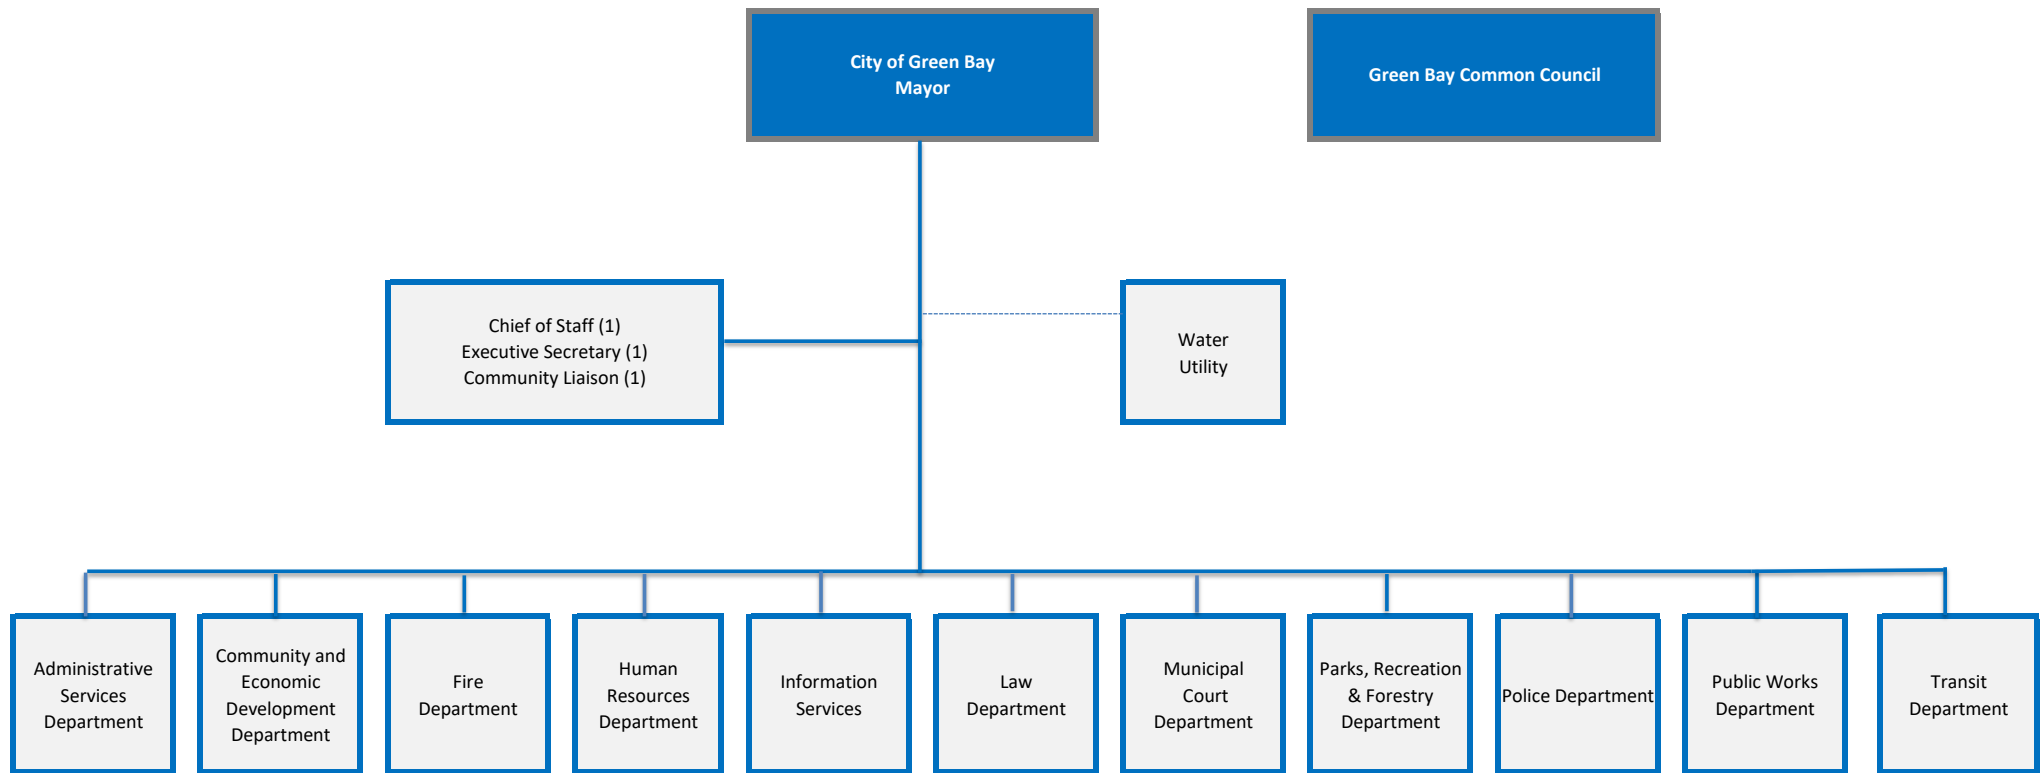 City of Green Bay
Mayor
Green Bay Common Council
Chief of Staff (1)
Executive Secretary (1)
Community Liaison (1)
Water
Utility
Administrative
Services
Department
Community and
Economic
Development
Department
Fire
Department
Human
Resources
Department
Information
Services
Law
Department
Municipal
Court
Department
Parks, Recreation
& Forestry
Department
Police Department
Public Works
Department
Transit
Department